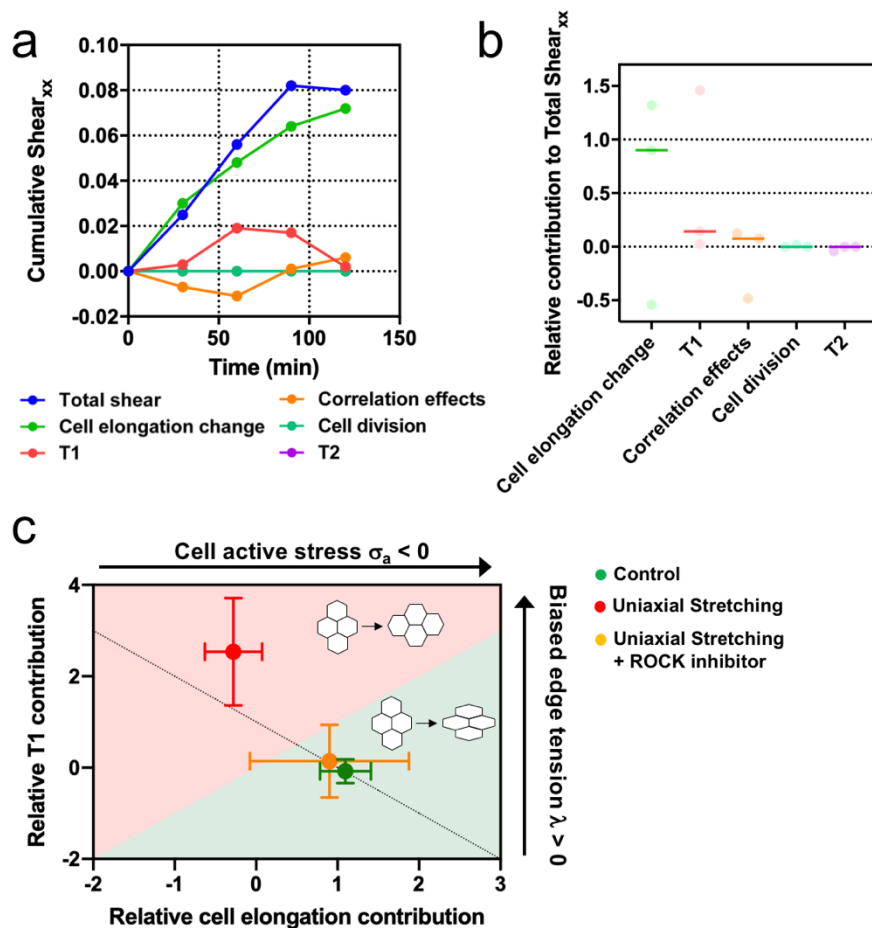 a
0.10
0.08
0.06
0.04
0.02
0.00
-0.02
Cumulative Shearxx
0
50
100
150
Time (min)
Total shear
Cell elongation change
T1
Correlation effects
Cell division
T2
b
1.5
1.0
0.5
0.0
-0.5
Relative contribution to Total Shearxx
Cell elongation change
T1
Correlation effects
Cell division
T2
c
Cell active stress σa < 0
4
2
0
-2
Relative T1 contribution
-2
-1
0
1
2
3
Relative cell elongation contribution
Biased edge tension λ > 0
Control
Uniaxial Stretching
Uniaxial Stretching
+ ROCK inhibitor